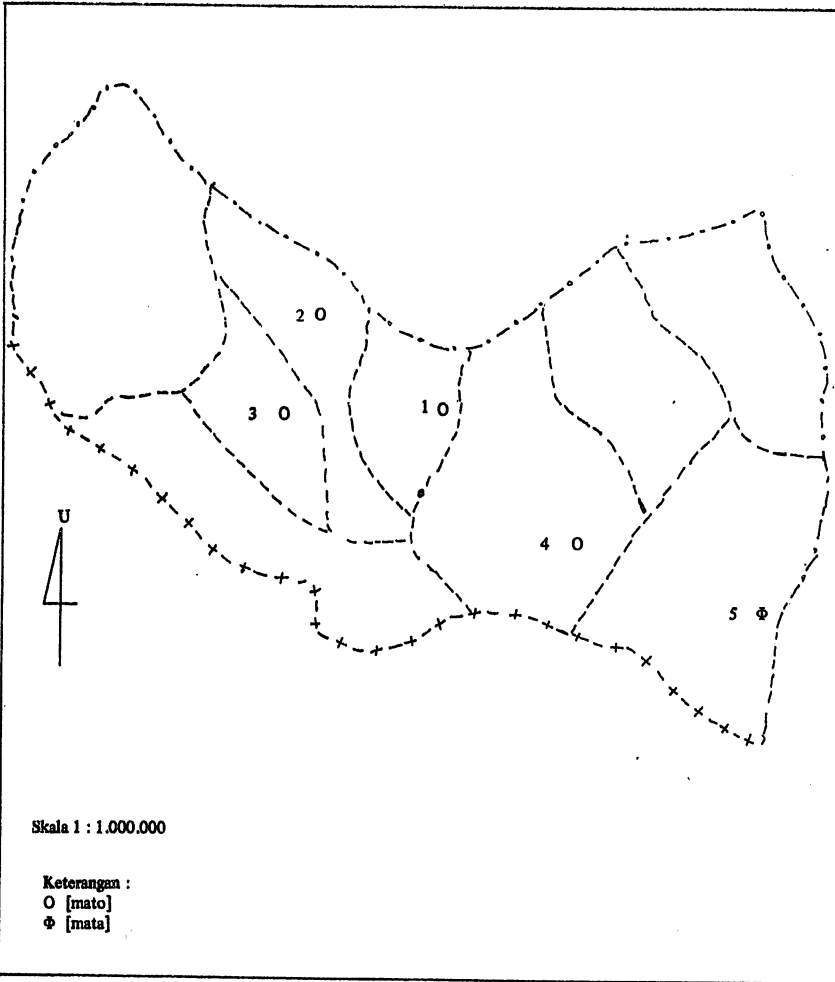 2 O
1 O
3 O
4 O
U
5 Φ
Skala 1 : 1.000.000
Keterangan :
O [mato]
Φ [mata]